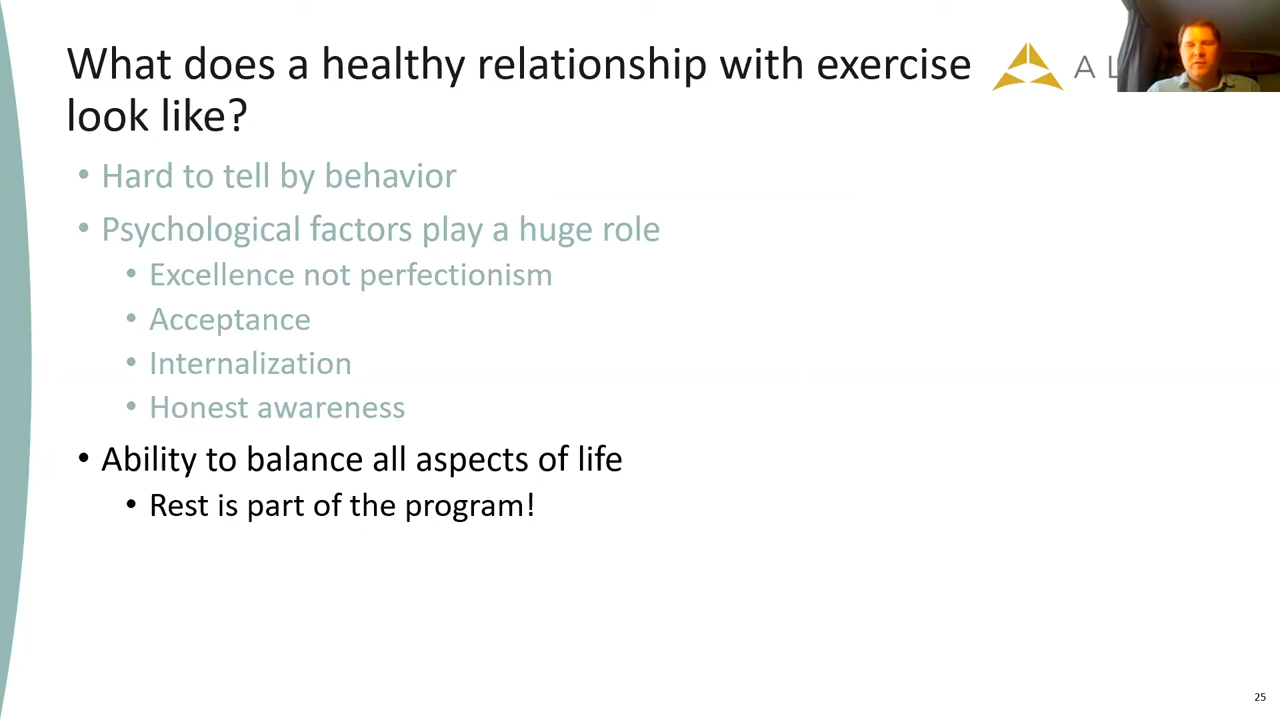 What does a healthy relationship with exercise
look like?
• Hard to tell by behavior
• Psychological factors play a huge role
• Excellence not perfectionism
• Acceptance
• Internalization
• Honest awareness
• Ability to balance all aspects of life
• Rest is part of the program!
25